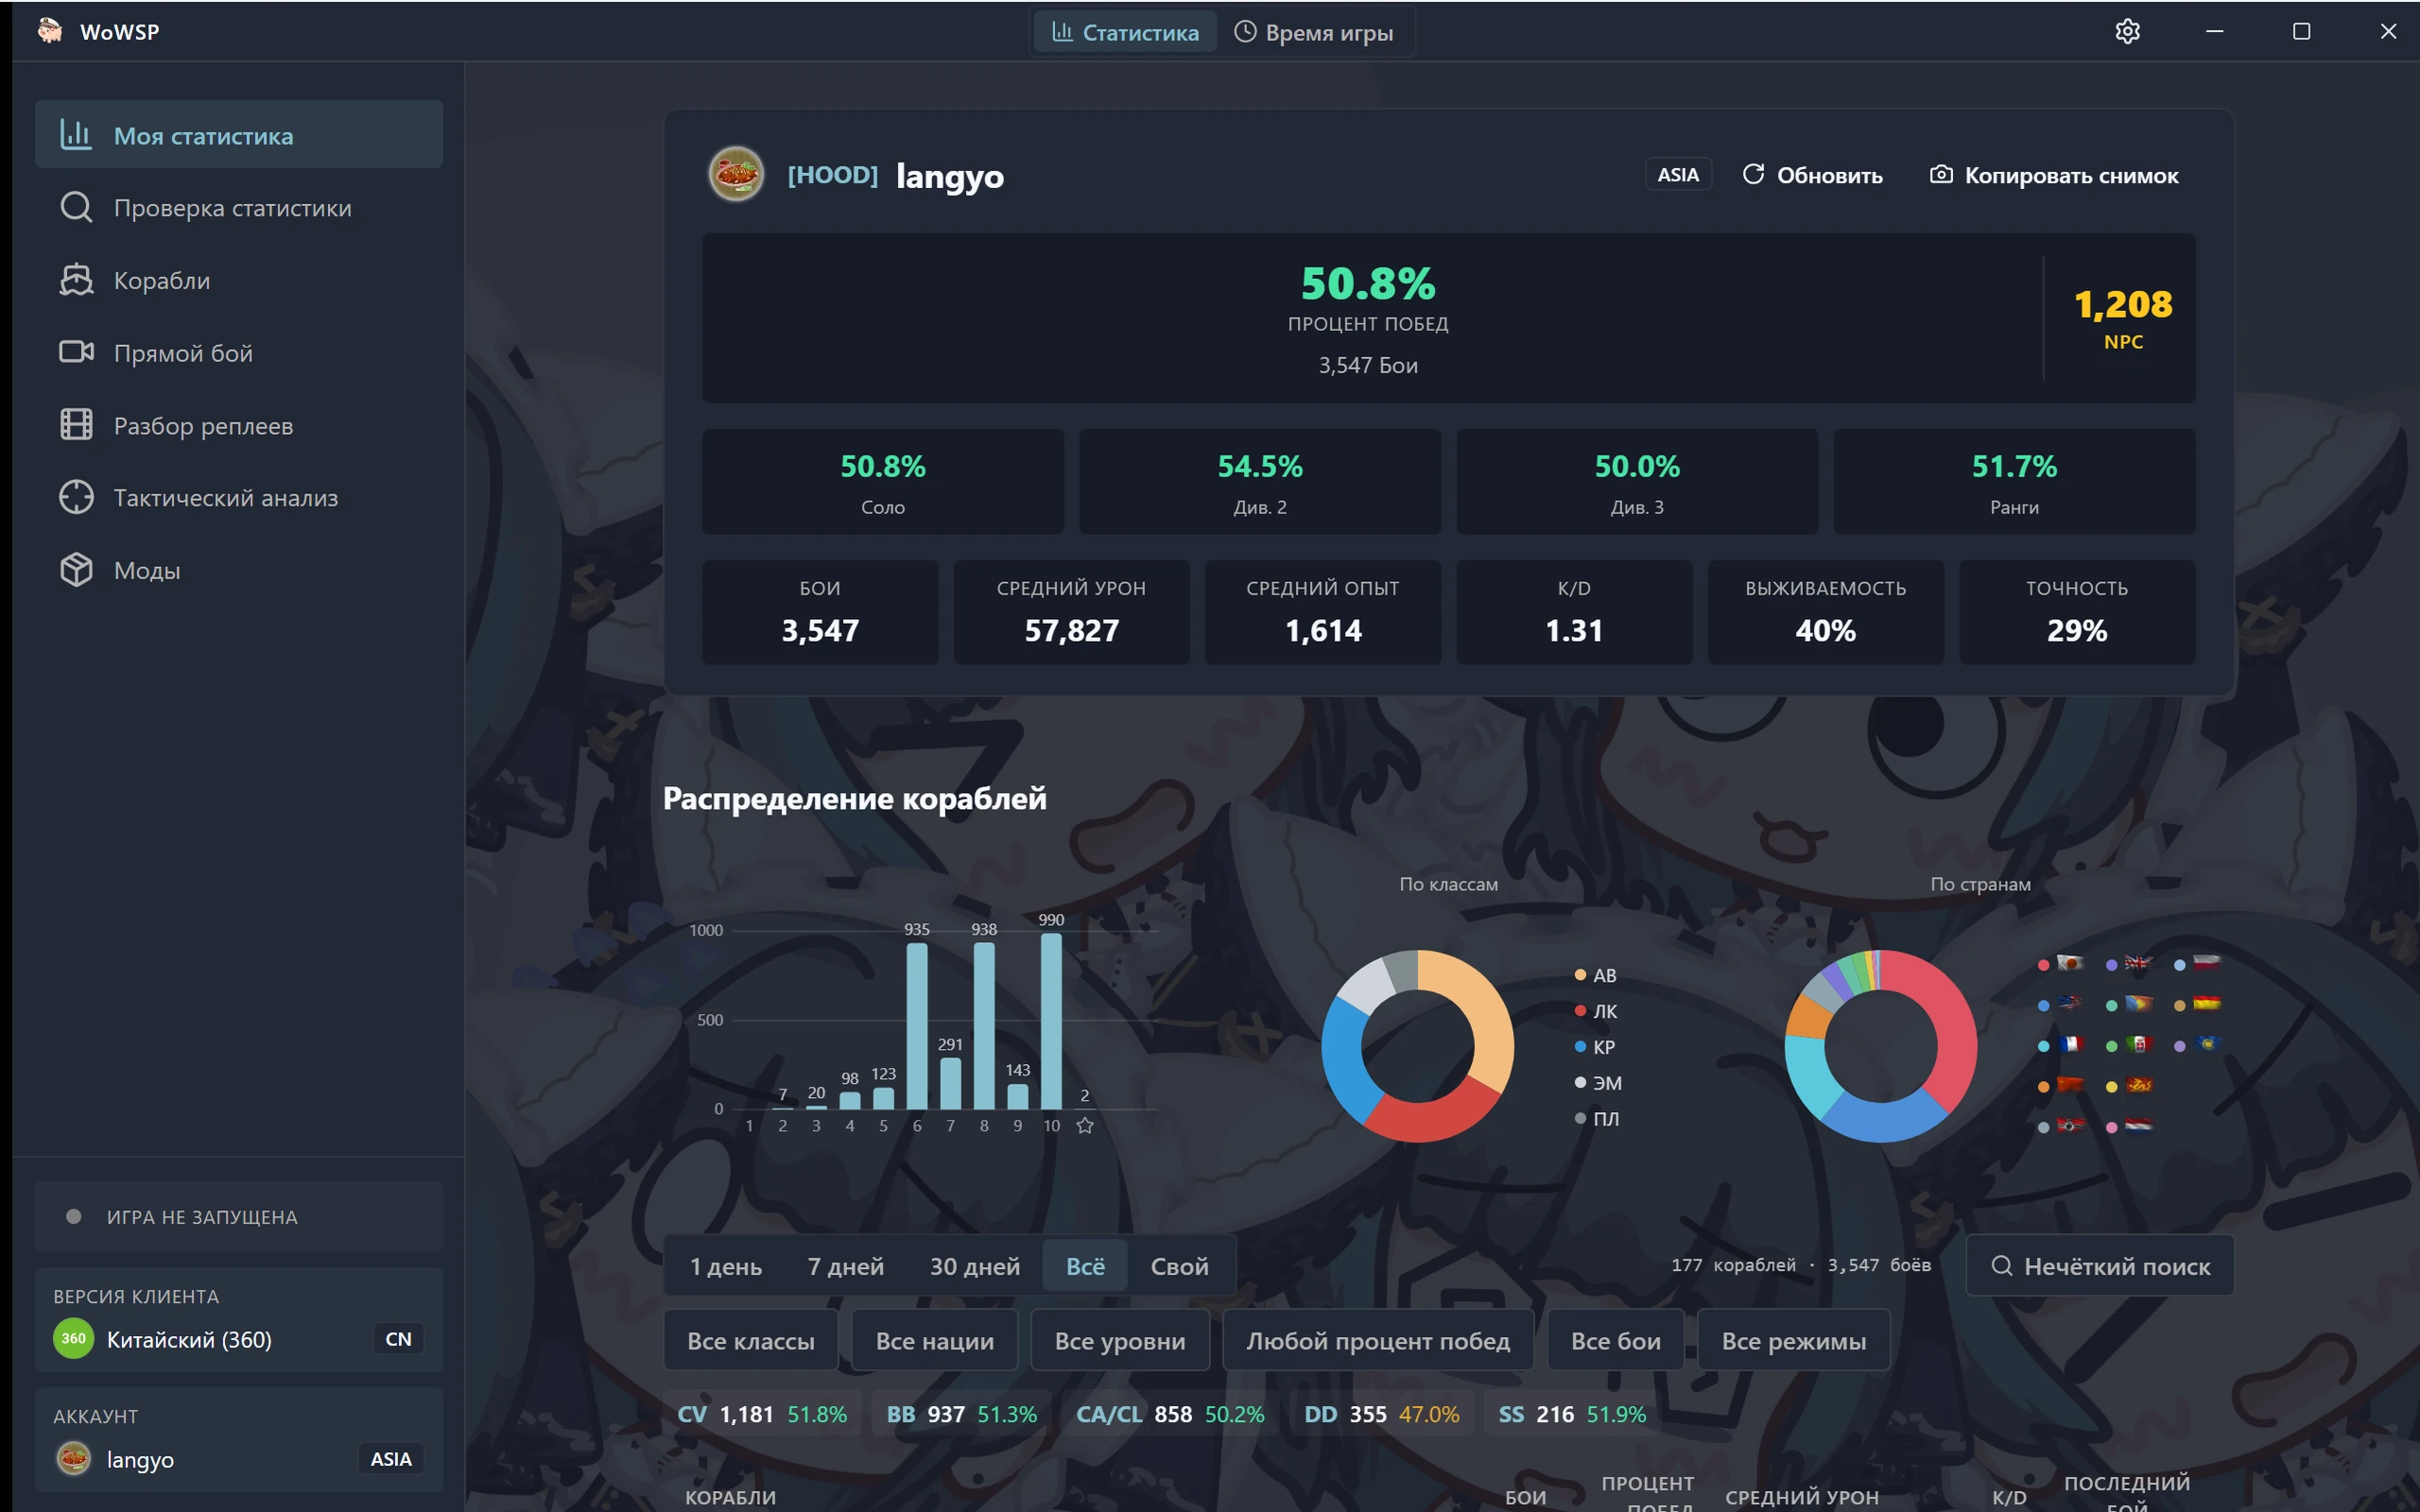 WoWSP
Статистика
Время игры
Моя статистика
Проверка статистики
Корабли
Прямой бой
Разбор реплеев
Тактический анализ
Моды
ИГРА НЕ ЗАПУЩЕНА
ВЕРСИЯ КЛИЕНТА
360 Китайский (360) CN
АККАУНТ
langyo ASIA
[HOOD] langyo
ASIA
Обновить
Копировать снимок
50.8%
ПРОЦЕНТ ПОБЕД
3,547 Бои
1,208
NPC
50.8%
Соло
54.5%
Див. 2
50.0%
Див. 3
51.7%
Ранги
БОИ
3,547
СРЕДНИЙ УРОН
57,827
СРЕДНИЙ ОПЫТ
1,614
K/D
1.31
ВЫЖИВАЕМОСТЬ
40%
ТОЧНОСТЬ
29%
Распределение кораблей
1000
500
0
7 20 98 123 935 291 938 143 990 2
1 2 3 4 5 6 7 8 9 10
По классам
АВ
ЛК
КР
ЭМ
ПЛ
По странам
1 день 7 дней 30 дней Всё Свой
177 кораблей · 3,547 боёв
Нечёткий поиск
Все классы Все нации Все уровни Любой процент побед Все бои Все режимы
CV 1,181 51.8% BB 937 51.3% CA/CL 858 50.2% DD 355 47.0% SS 216 51.9%
КОРАБЛИ
БОИ
ПРОЦЕНТ
ПОБЕД
СРЕДНИЙ УРОН
K/D
ПОСЛЕДНИЙ
БОЙ